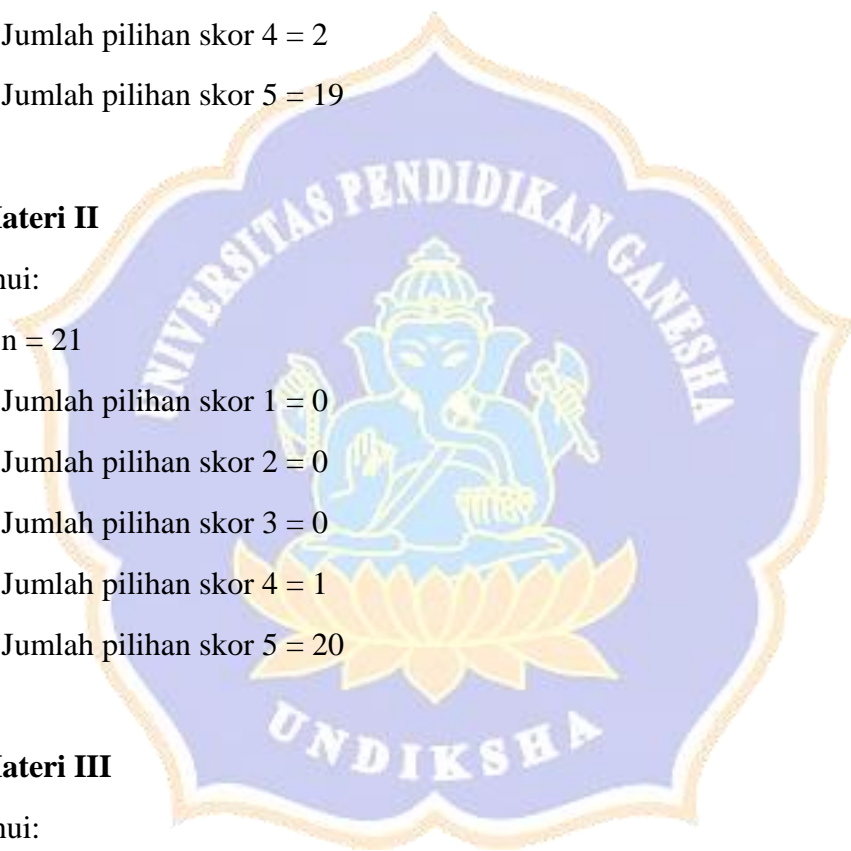 Jumlah pilihan skor 4 = 2
Jumlah pilihan skor 5 = 19
ateri II
ui:
n = 21
Jumlah pilihan skor 1 = 0
Jumlah pilihan skor 2 = 0
Jumlah pilihan skor 3 = 0
Jumlah pilihan skor 4 = 1
Jumlah pilihan skor 5 = 20
ateri III
ui:
UNIVERSITAS PENDIDIKAN GANESHA
UNDIKSHA